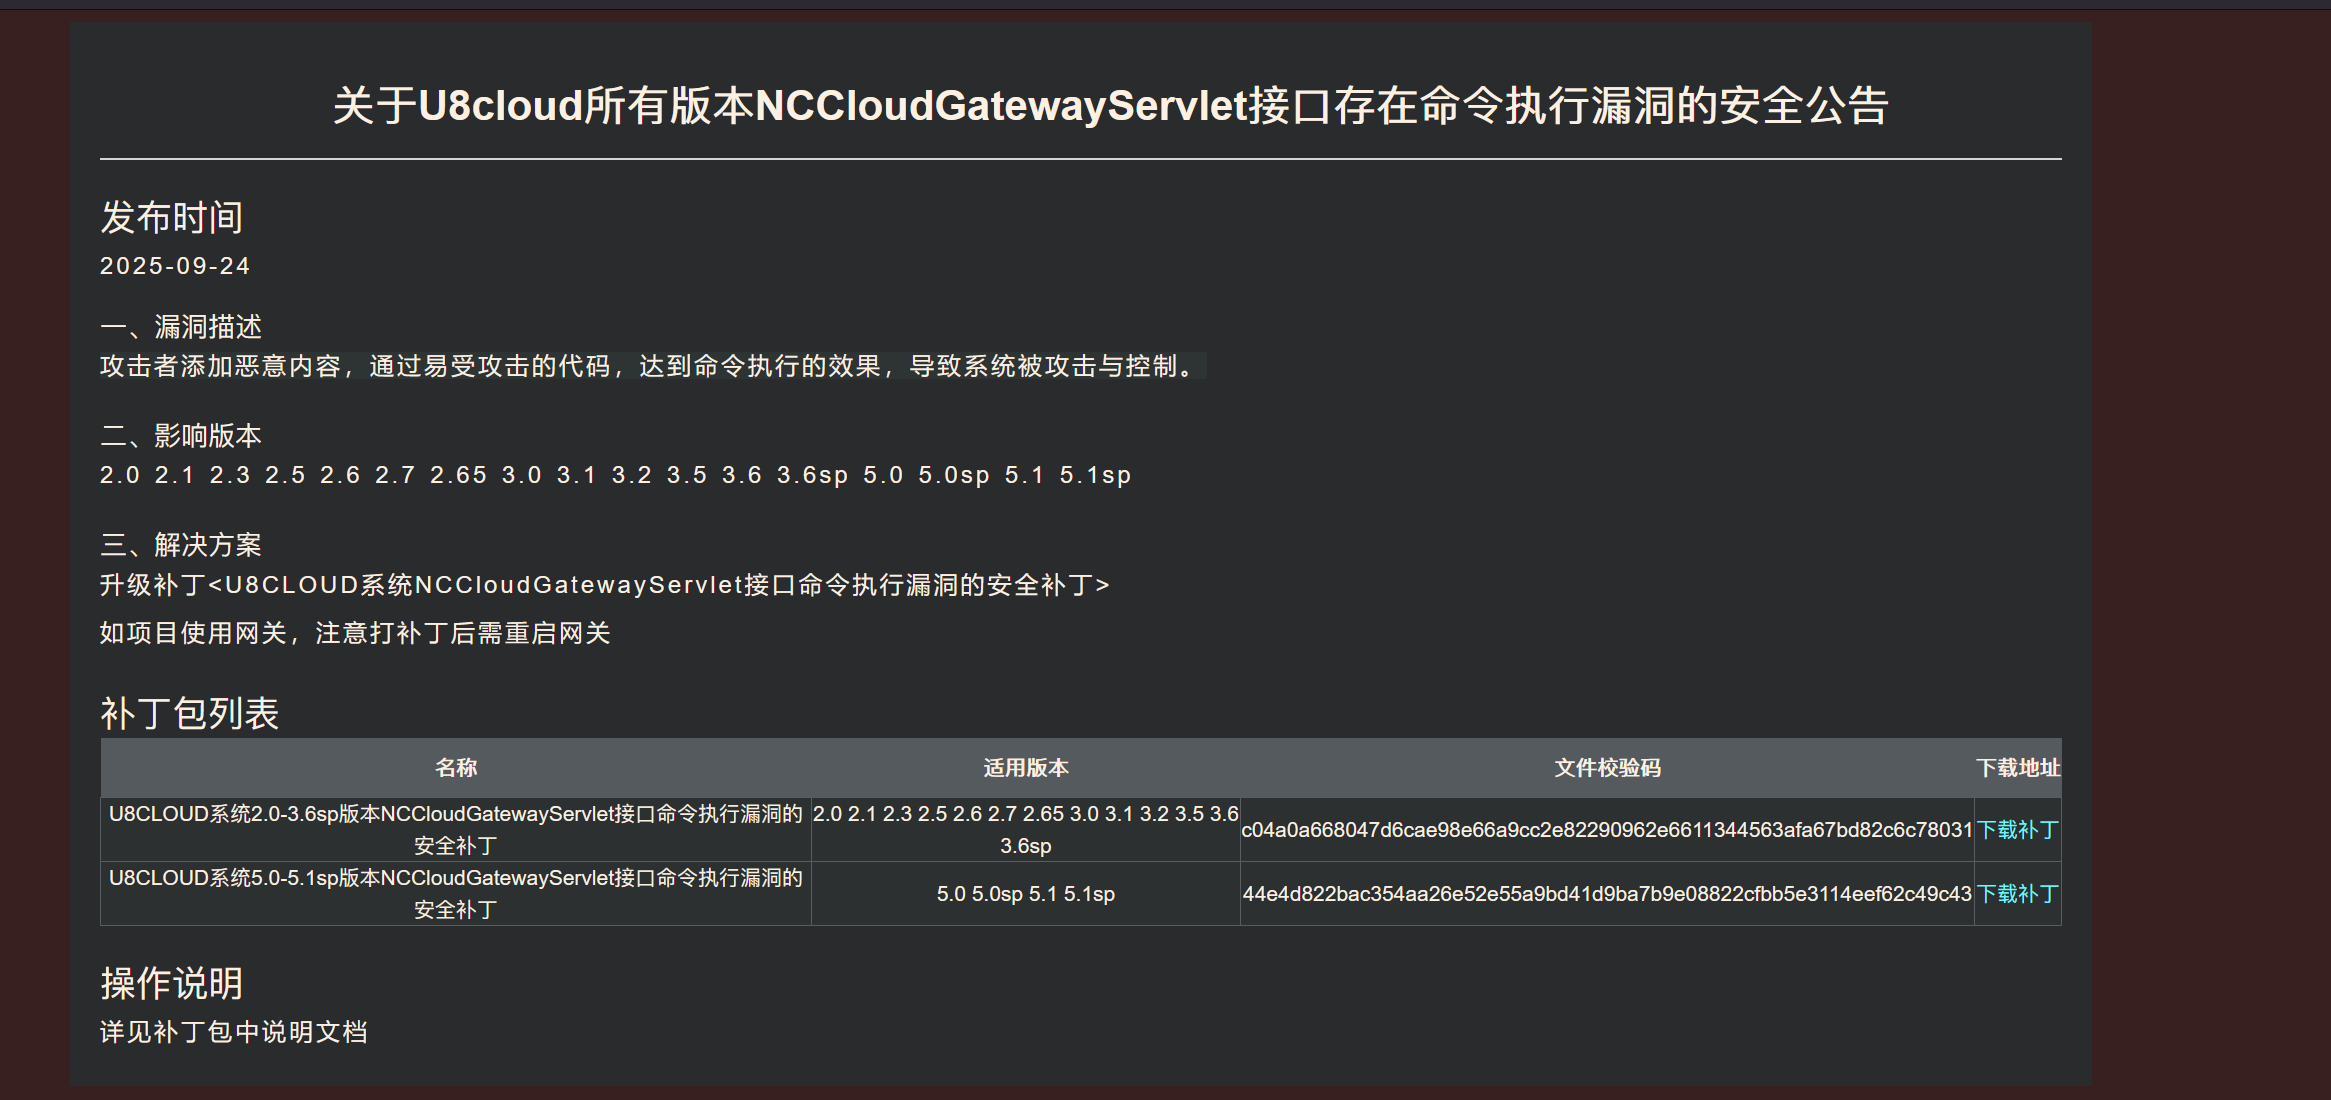 关于U8cloud所有版本NCCloudGatewayServlet接口存在命令执行漏洞的安全公告
发布时间
2025-09-24
一、漏洞描述
攻击者添加恶意内容，通过易受攻击的代码，达到命令执行的效果，导致系统被攻击与控制。
二、影响版本
2.0 2.1 2.3 2.5 2.6 2.7 2.65 3.0 3.1 3.2 3.5 3.6 3.6sp 5.0 5.0sp 5.1 5.1sp
三、解决方案
升级补丁<U8CLOUD系统NCCloudGatewayServlet接口命令执行漏洞的安全补丁>
如项目使用网关，注意打补丁后需重启网关
补丁包列表
名称 适用版本 文件校验码 下载地址
U8CLOUD系统2.0-3.6sp版本NCCloudGatewayServlet接口命令执行漏洞的
安全补丁
2.0 2.1 2.3 2.5 2.6 2.7 2.65 3.0 3.1 3.2 3.5 3.6
3.6sp
c04a0a668047d6cae98e66a9cc2e82290962e6611344563afa67bd82c6c78031
下载补丁
U8CLOUD系统5.0-5.1sp版本NCCloudGatewayServlet接口命令执行漏洞的
安全补丁
5.0 5.0sp 5.1 5.1sp
44e4d822bac354aa26e52e55a9bd41d9ba7b9e08822cfbb5e3114eef62c49c43
下载补丁
操作说明
详见补丁包中说明文档